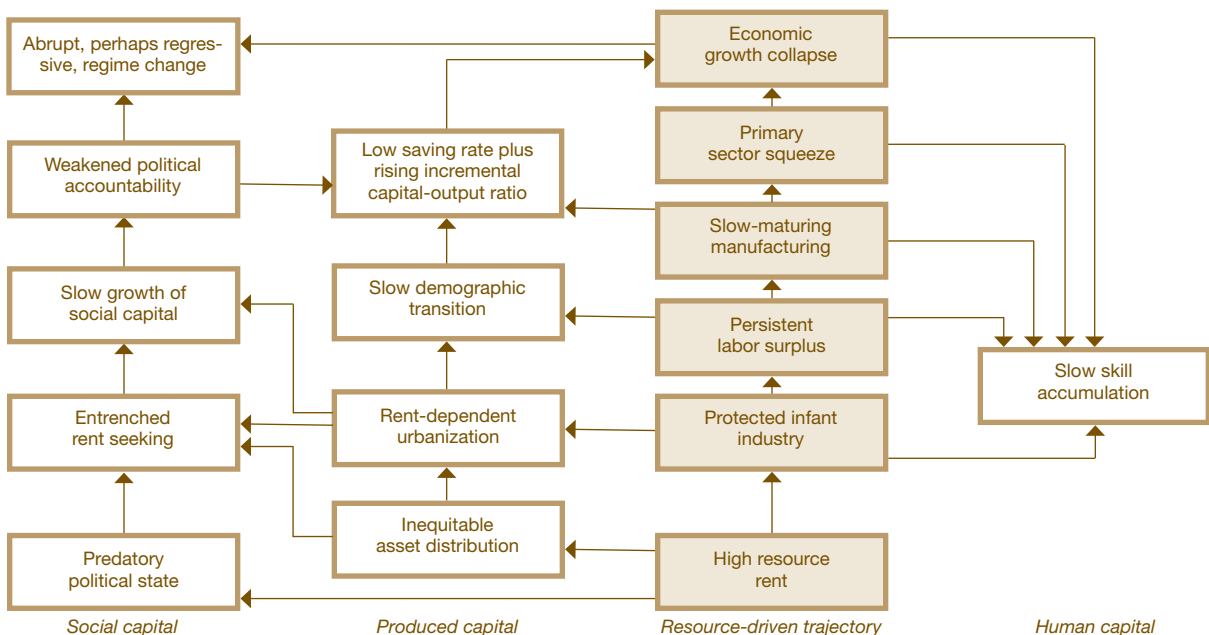 Abrupt, perhaps regres-
sive, regime change
Economic
growth collapse
Weakened political
accountability
Low saving rate plus
rising incremental
capital-output ratio
Primary
sector squeeze
Slow-maturing
manufacturing
Slow growth of
social capital
Slow demographic
transition
Persistent
labor surplus
Slow skill
accumulation
Entrenched
rent seeking
Rent-dependent
urbanization
Protected infant
industry
Predatory
political state
Inequitable
asset distribution
High resource
rent
Social capital
Produced capital
Resource-driven trajectory
Human capital